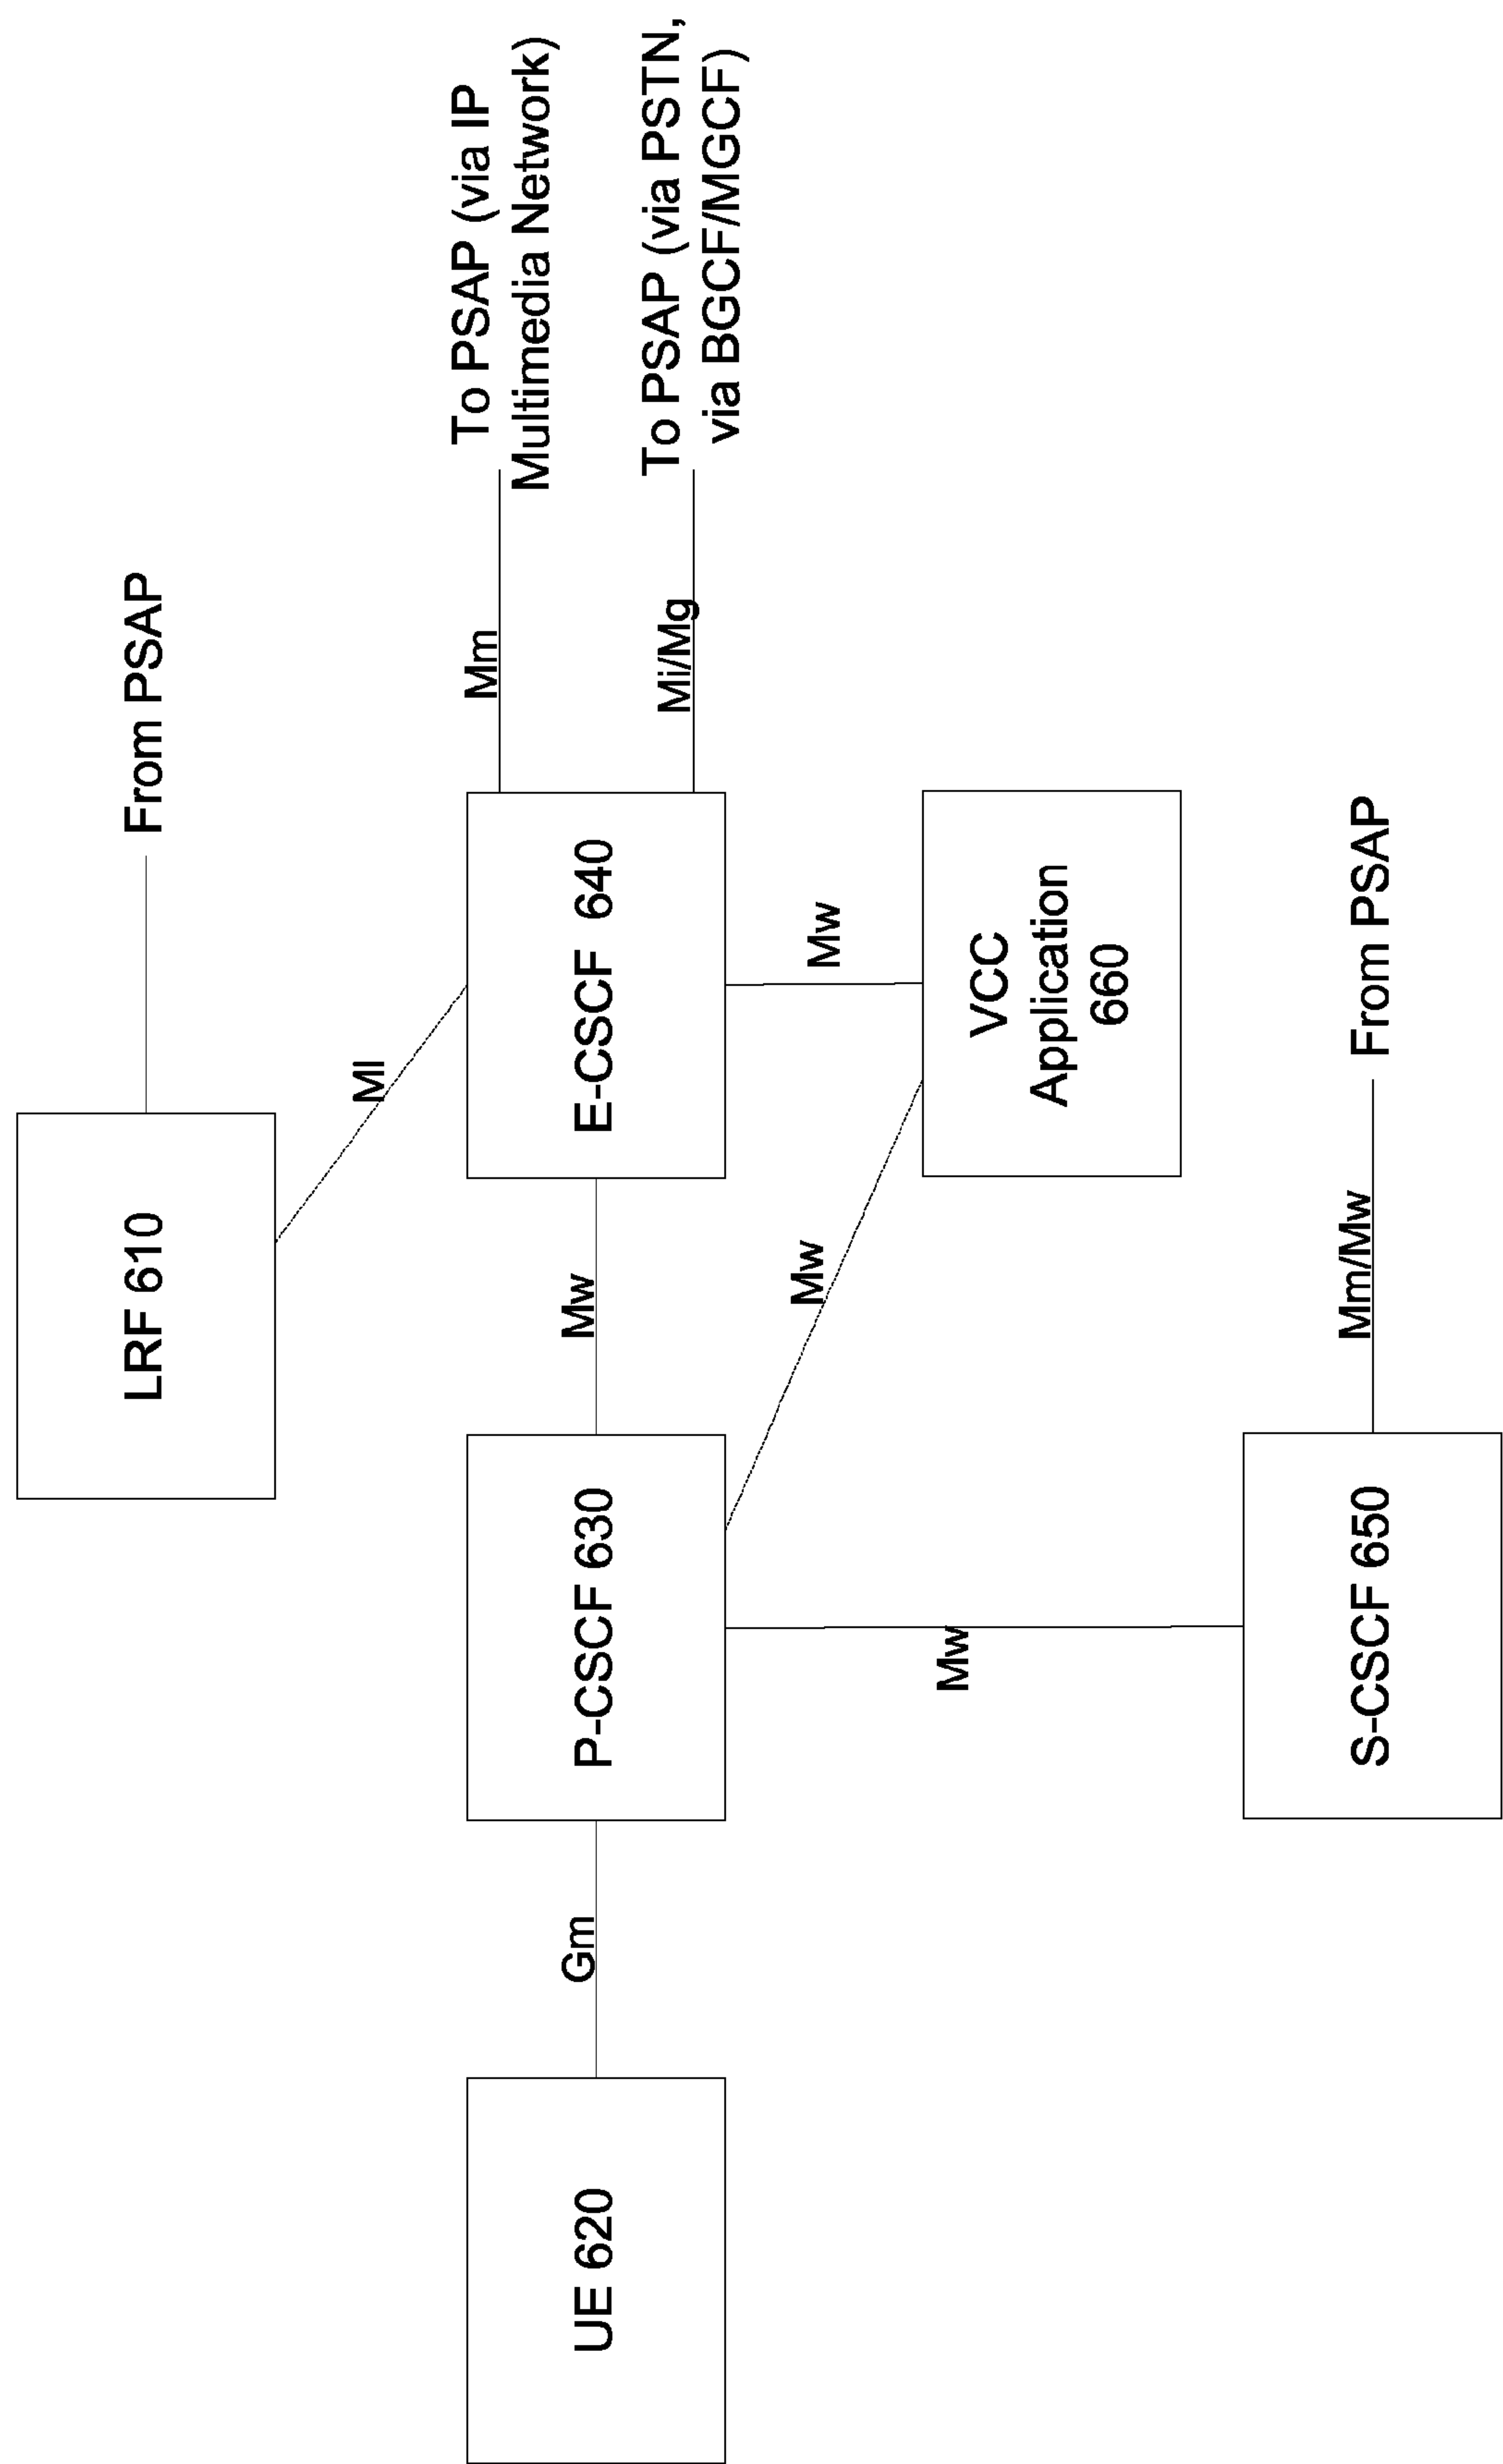 LRF 610
From PSAP
Ml
To PSAP (via IP
Multimedia Network)
Mm
UE 620
Gm
P-CSCF 630
Mw
E-CSCF 640
Mi/Mg
To PSAP (via PSTN,
via BGCF/MGCF)
Mw
Mw
VCC
Application
660
Mw
S-CSCF 650
Mm/Mw
From PSAP